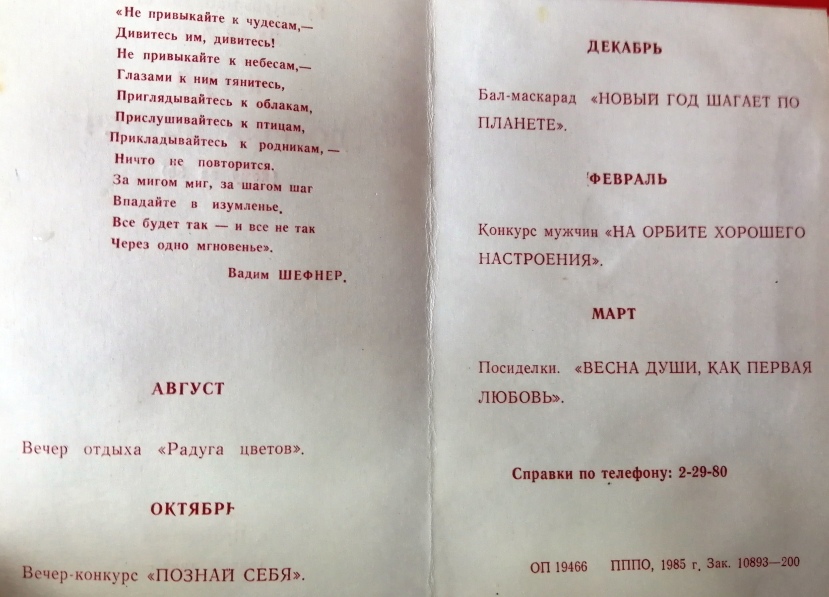 «Не привыкайте к чудесам,—
Дивитесь им, дивитесь!
Не привыкайте к небесам,—
Глазами к ним тянитесь,
Приглядывайтесь к облакам,
Прислушивайтесь к птицам,
Прикладывайтесь к родникам,—
Ничто не повторится.
За мигом миг, за шагом шаг
Впадайте в изумленье.
Все будет так — и все не так
Через одно мгновенье».
Вадим ШЕФНЕР.
АВГУСТ
Вечер отдыха «Радуга цветов».
ОКТЯБРЬ
Вечер-конкурс «ПОЗНАЙ СЕБЯ».
ДЕКАБРЬ
Бал-маскарад «НОВЫЙ ГОД ШАГАЕТ ПО
ПЛАНЕТЕ».
ФЕВРАЛЬ
Конкурс мужчин «НА ОРБИТЕ ХОРОШЕГО
НАСТРОЕНИЯ».
МАРТ
Посиделки. «ВЕСНА ДУШИ, КАК ПЕРВАЯ
ЛЮБОВЬ».
Справки по телефону: 2-29-80
ОП 19466 ПППО, 1985 г. Зак. 10893—200